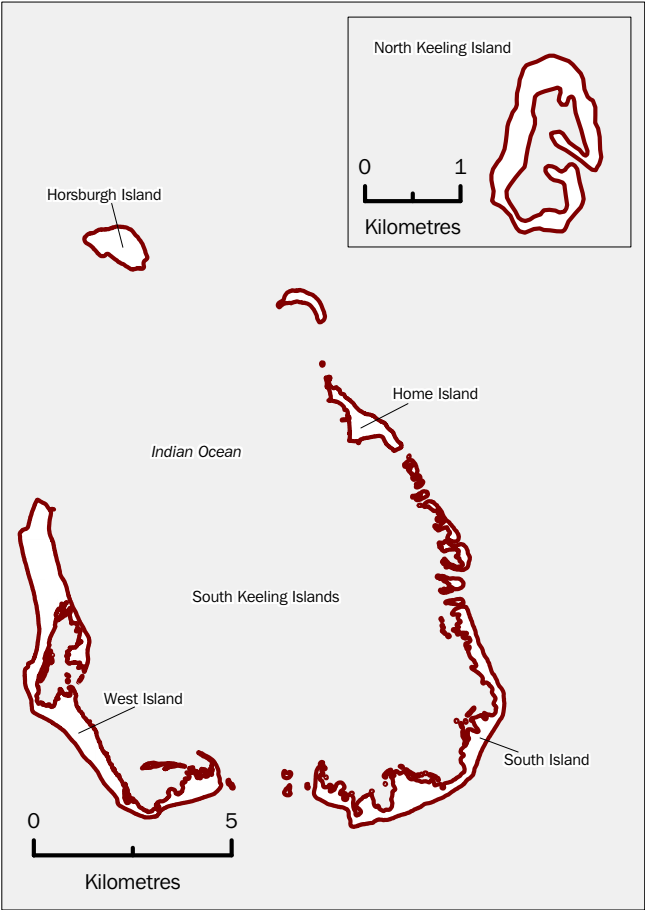 North Keeling Island
0 1
Kilometres
Horsburgh Island
Home Island
Indian Ocean
South Keeling Islands
West Island
South Island
0 5
Kilometres